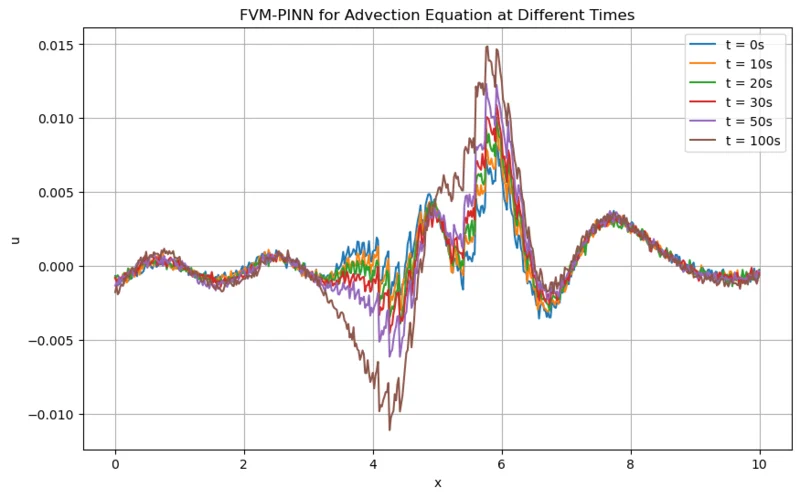 FVM-PINN for Advection Equation at Different Times
t = 0s
t = 10s
t = 20s
t = 30s
t = 50s
t = 100s
0.015
0.010
0.005
0.000
−0.005
−0.010
u
0 2 4 6 8 10
x